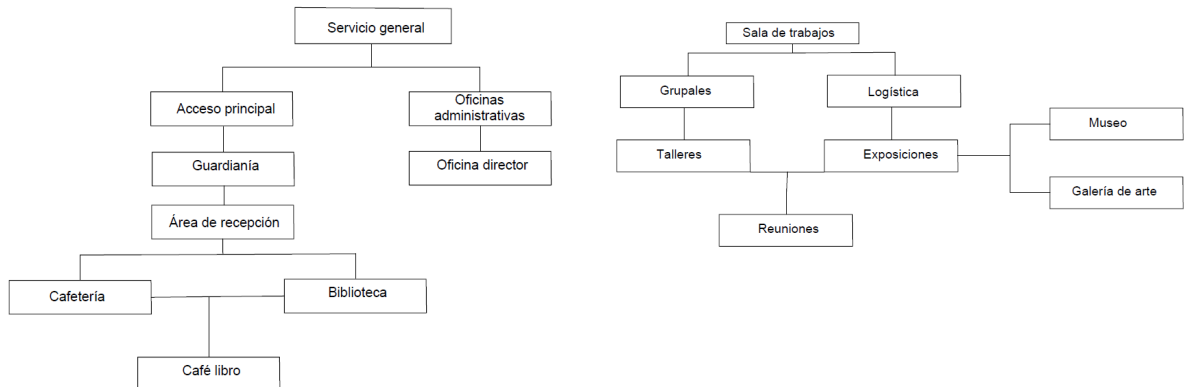 Servicio general
Acceso principal
Oficinas
administrativas
Guardianía
Oficina director
Área de recepción
Cafetería
Biblioteca
Café libro
Sala de trabajos
Grupales
Logística
Talleres
Exposiciones
Museo
Galería de arte
Reuniones